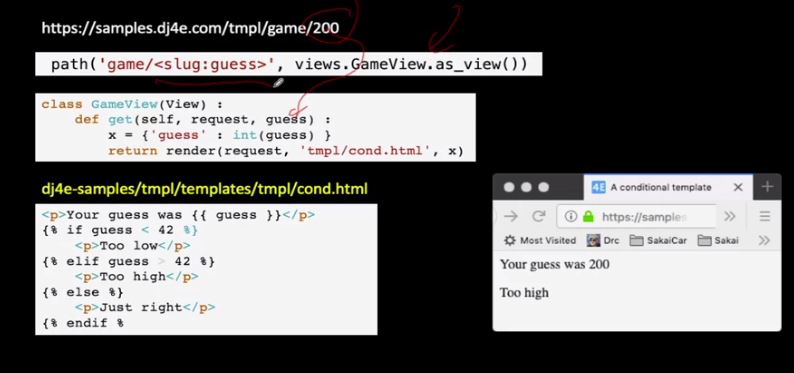 https://samples.dj4e.com/tmpl/game/200
path('game/<slug:guess>', views.GameView.as_view())
class GameView(View) :
    def get(self, request, guess) :
        x = {'guess' : int(guess) }
        return render(request, 'tmpl/cond.html', x)
dj4e-samples/tmpl/templates/tmpl/cond.html
<p>Your guess was {{ guess }}</p>
{% if guess < 42 %}
    <p>Too low</p>
{% elif guess > 42 %}
    <p>Too high</p>
{% else %}
    <p>Just right</p>
{% endif %
4E A conditional template
https://samples
Most Visited Drc SakaiCar Sakai
Your guess was 200
Too high